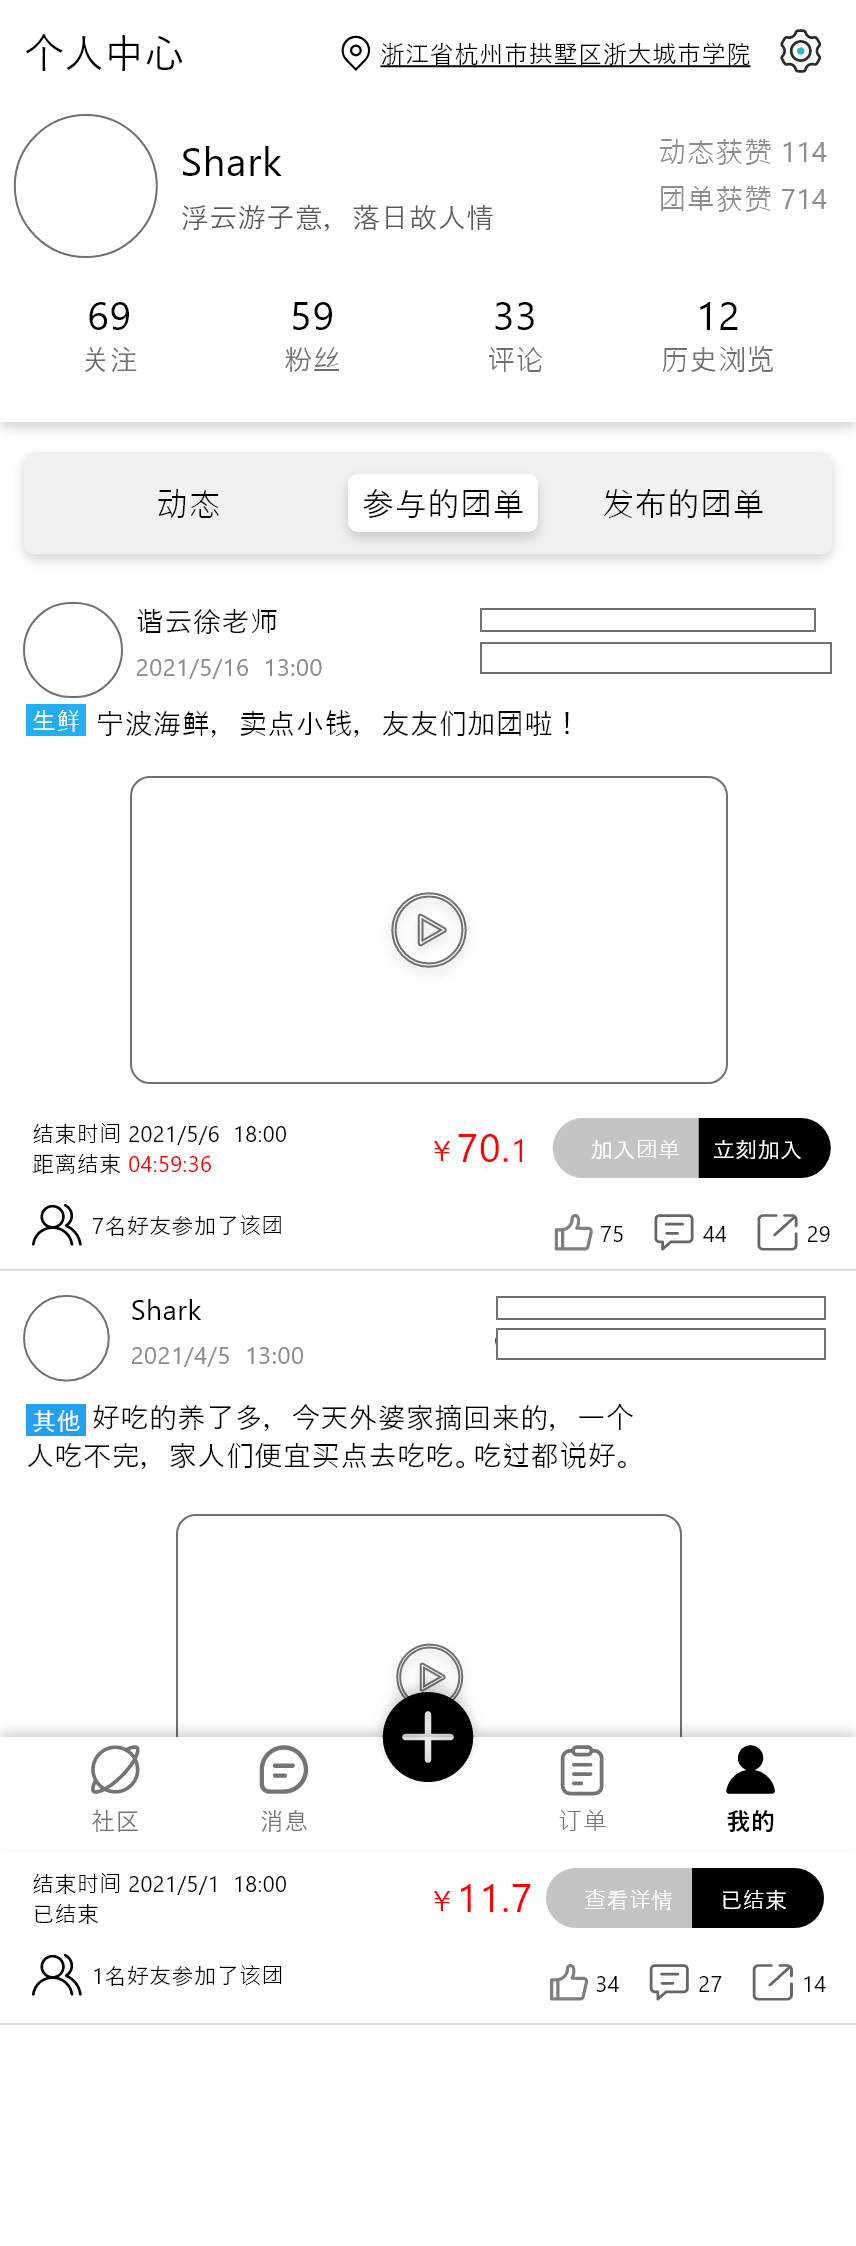 个人中心
浙江省杭州市拱墅区浙大城市学院
Shark
浮云游子意，落日故人情
动态获赞 114
团单获赞 714
69 59 33 12
关注 粉丝 评论 历史浏览
动态 参与的团单 发布的团单
谐云徐老师
2021/5/16 13:00
生鲜 宁波海鲜，卖点小钱，友友们加团啦！
结束时间 2021/5/6 18:00
距离结束 04:59:36
￥70.1
加入团单 立刻加入
7名好友参加了该团
75 44 29
Shark
2021/4/5 13:00
其他 好吃的养了多，今天外婆家摘回来的，一个
人吃不完，家人们便宜买点去吃吃。吃过都说好。
社区 消息 订单 我的
结束时间 2021/5/1 18:00
已结束
￥11.7
查看详情 已结束
1名好友参加了该团
34 27 14